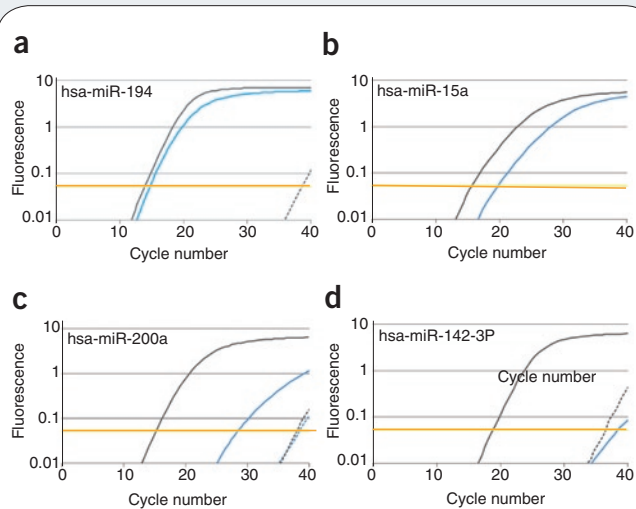 a
hsa-miR-194
Fluorescence
10
1
0.1
0.01
0 10 20 30 40
Cycle number
b
hsa-miR-15a
Fluorescence
10
1
0.1
0.01
0 10 20 30 40
Cycle number
c
hsa-miR-200a
Fluorescence
10
1
0.1
0.01
0 10 20 30 40
Cycle number
d
hsa-miR-142-3P
Cycle number
Fluorescence
10
1
0.1
0.01
0 10 20 30 40
Cycle number